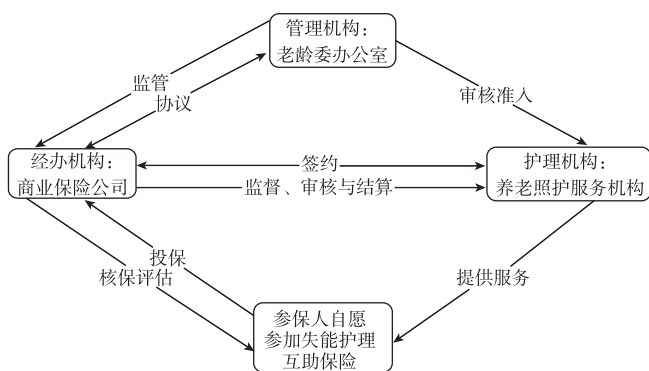 管理机构：
老龄委办公室
监管
协议
审核准入
经办机构：
商业保险公司
签约
监督、审核与结算
护理机构：
养老照护服务机构
投保
核保评估
提供服务
参保人自愿
参加失能护理
互助保险